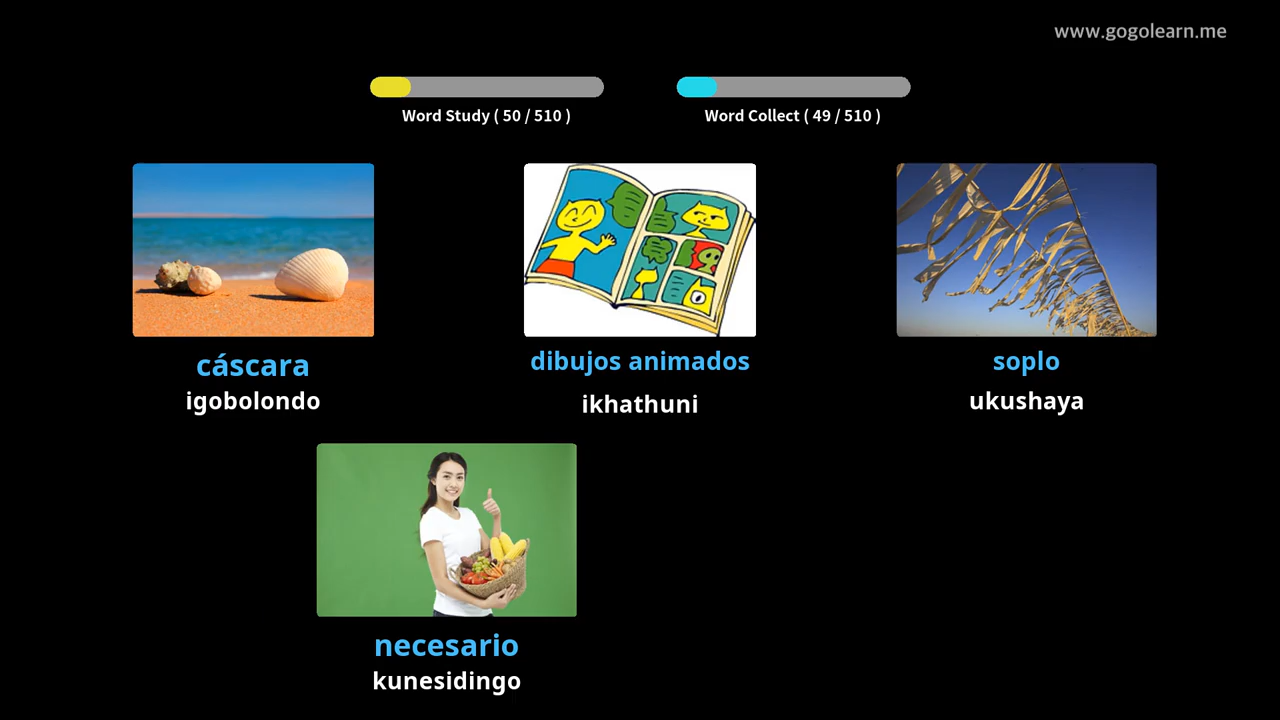 www.gogolearn.me
Word Study ( 50 / 510 )
Word Collect ( 49 / 510 )
cáscara
igobolondo
dibujos animados
ikhathuni
soplo
ukushaya
necesario
kunesidingo